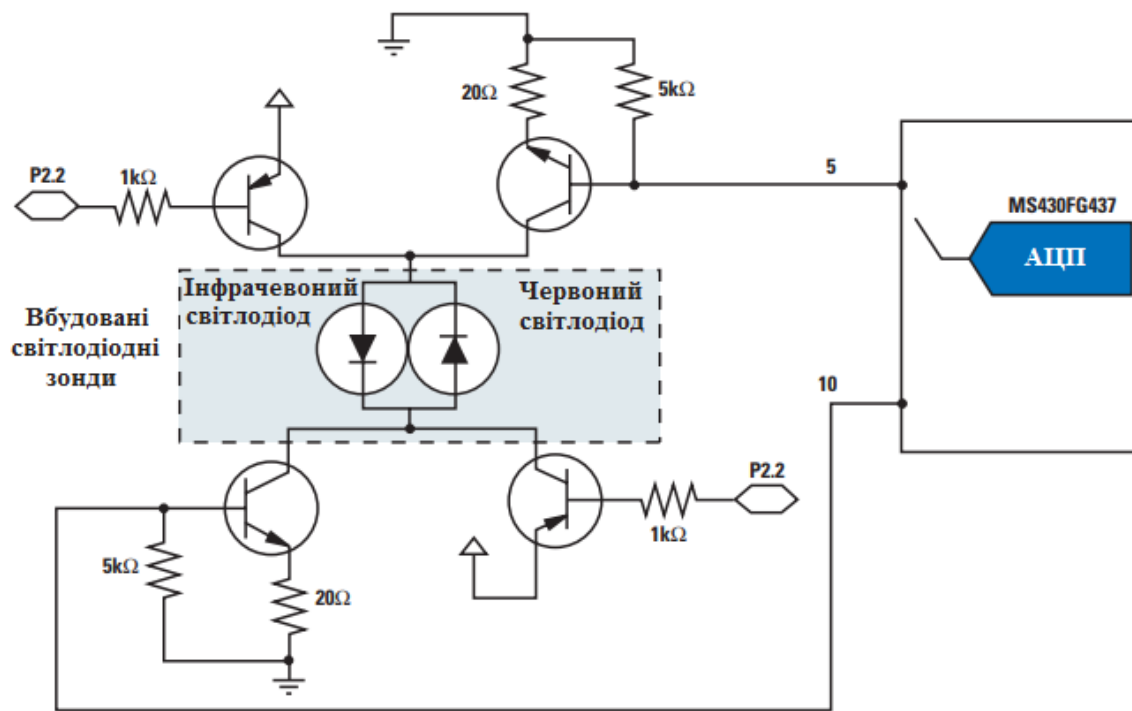 20Ω
5kΩ
P2.2
1kΩ
5
MS430FG437
АЦП
Інфрачевоний
світлодіод
Червоний
світлодіод
Вбудовані
світлодіодні
зонди
10
P2.2
1kΩ
5kΩ
20Ω